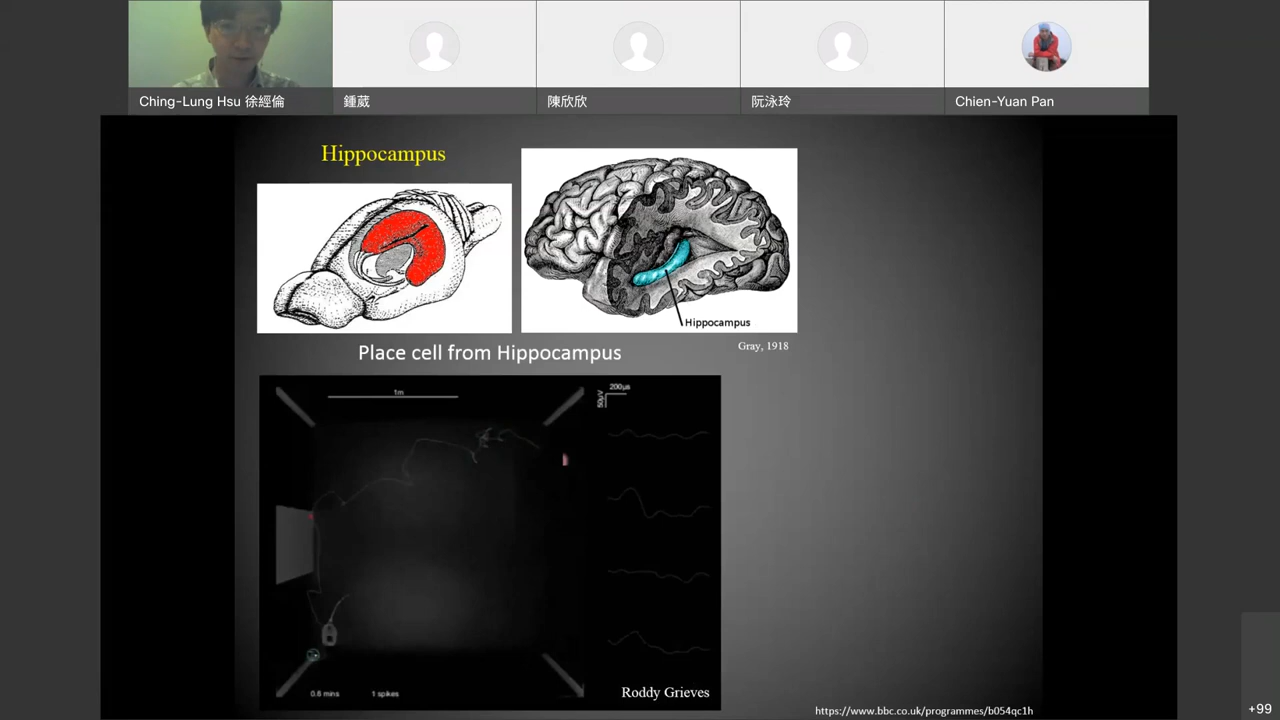 Ching-Lung Hsu 徐經倫
鍾葳
陳欣欣
阮泳玲
Chien-Yuan Pan
Hippocampus
Hippocampus
Gray, 1918
Place cell from Hippocampus
1m
200μs
50μV
0.6 mins
1 spikes
Roddy Grieves
https://www.bbc.co.uk/programmes/b054qc1h
+99